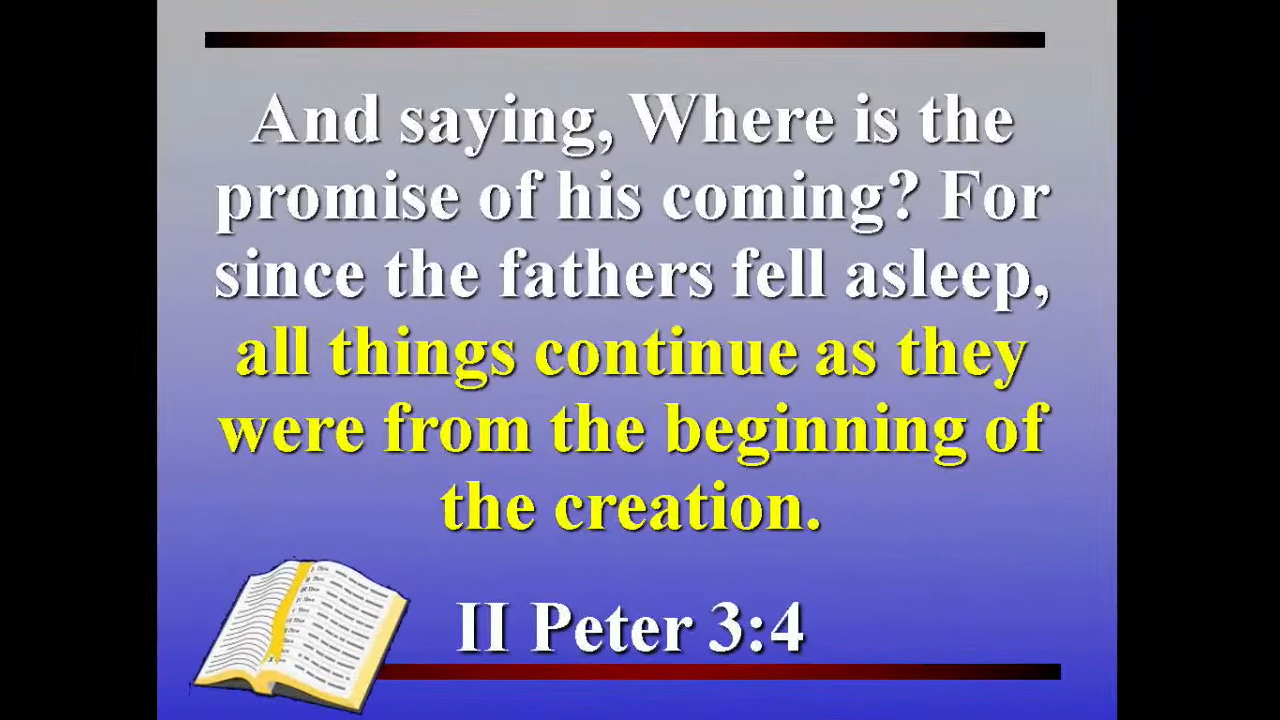 And saying, Where is the
promise of his coming? For
since the fathers fell asleep,
all things continue as they
were from the beginning of
the creation.
II Peter 3:4